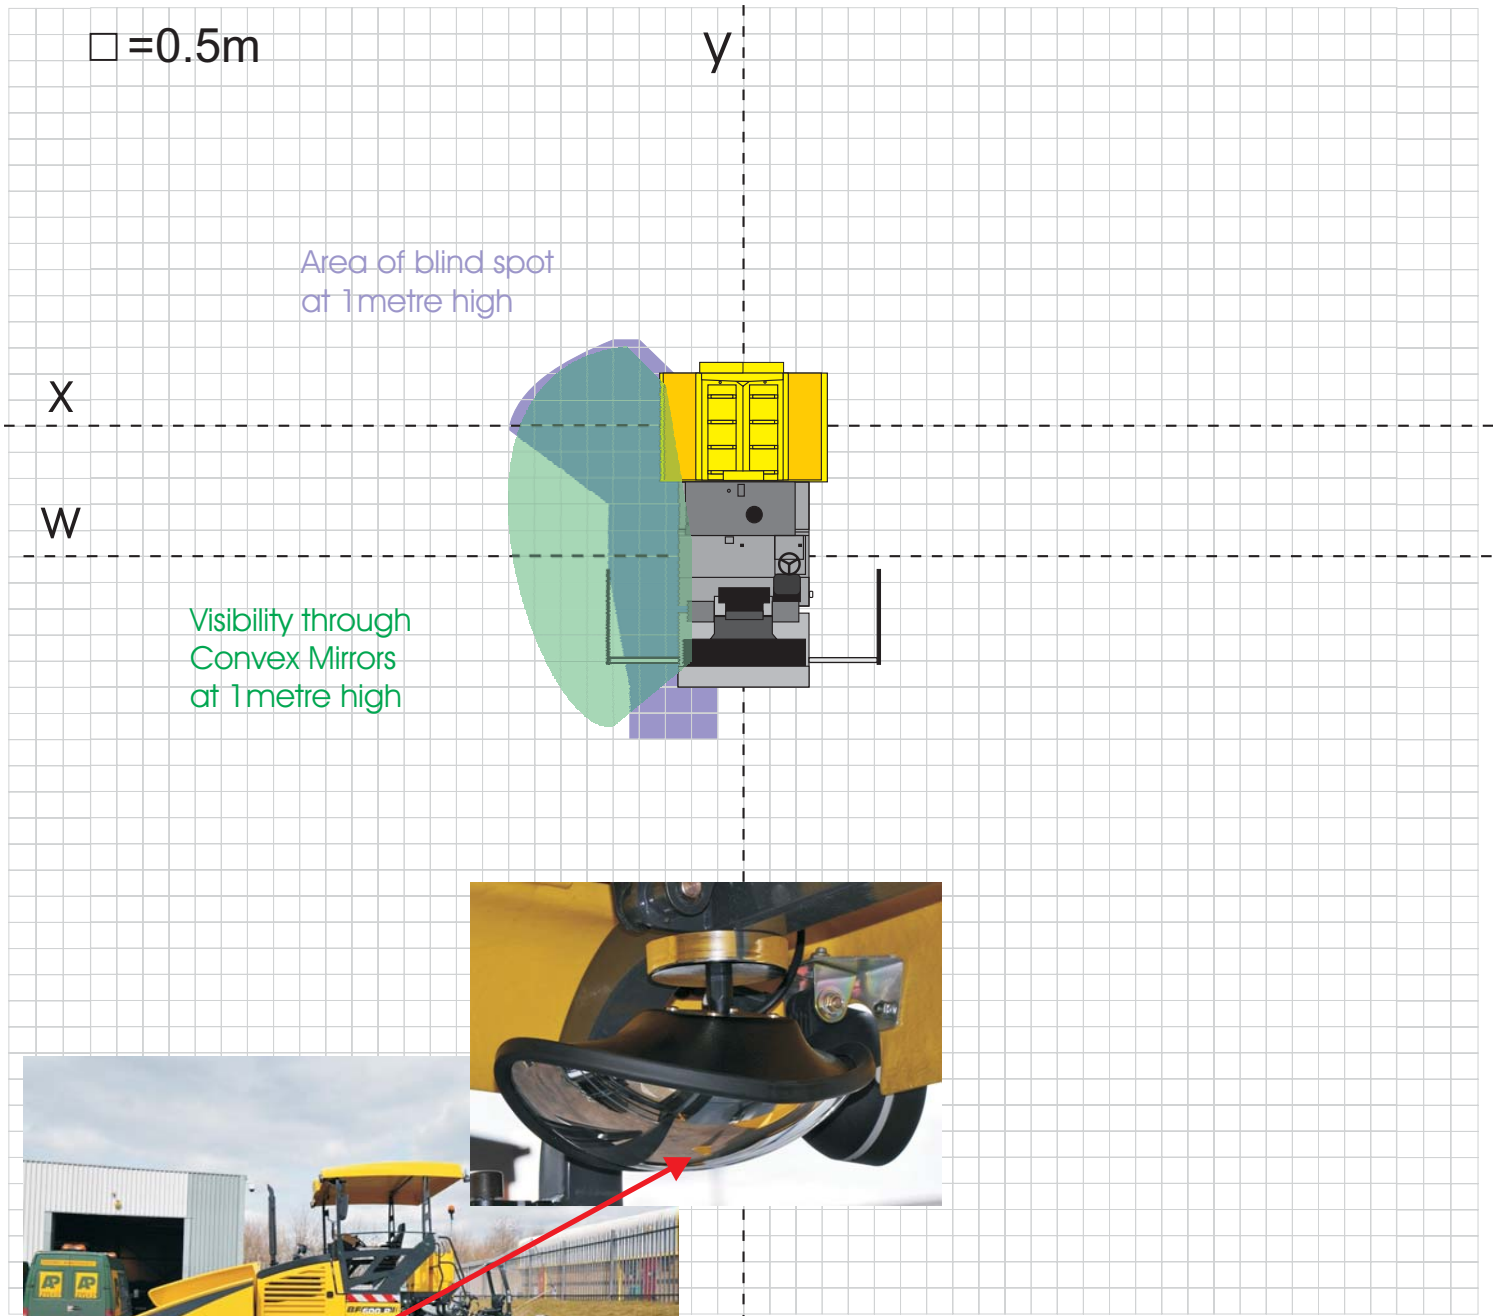 □ =0.5m
y
Area of blind spot
at 1metre high
X
W
Visibility through
Convex Mirrors
at 1metre high
AP
AP